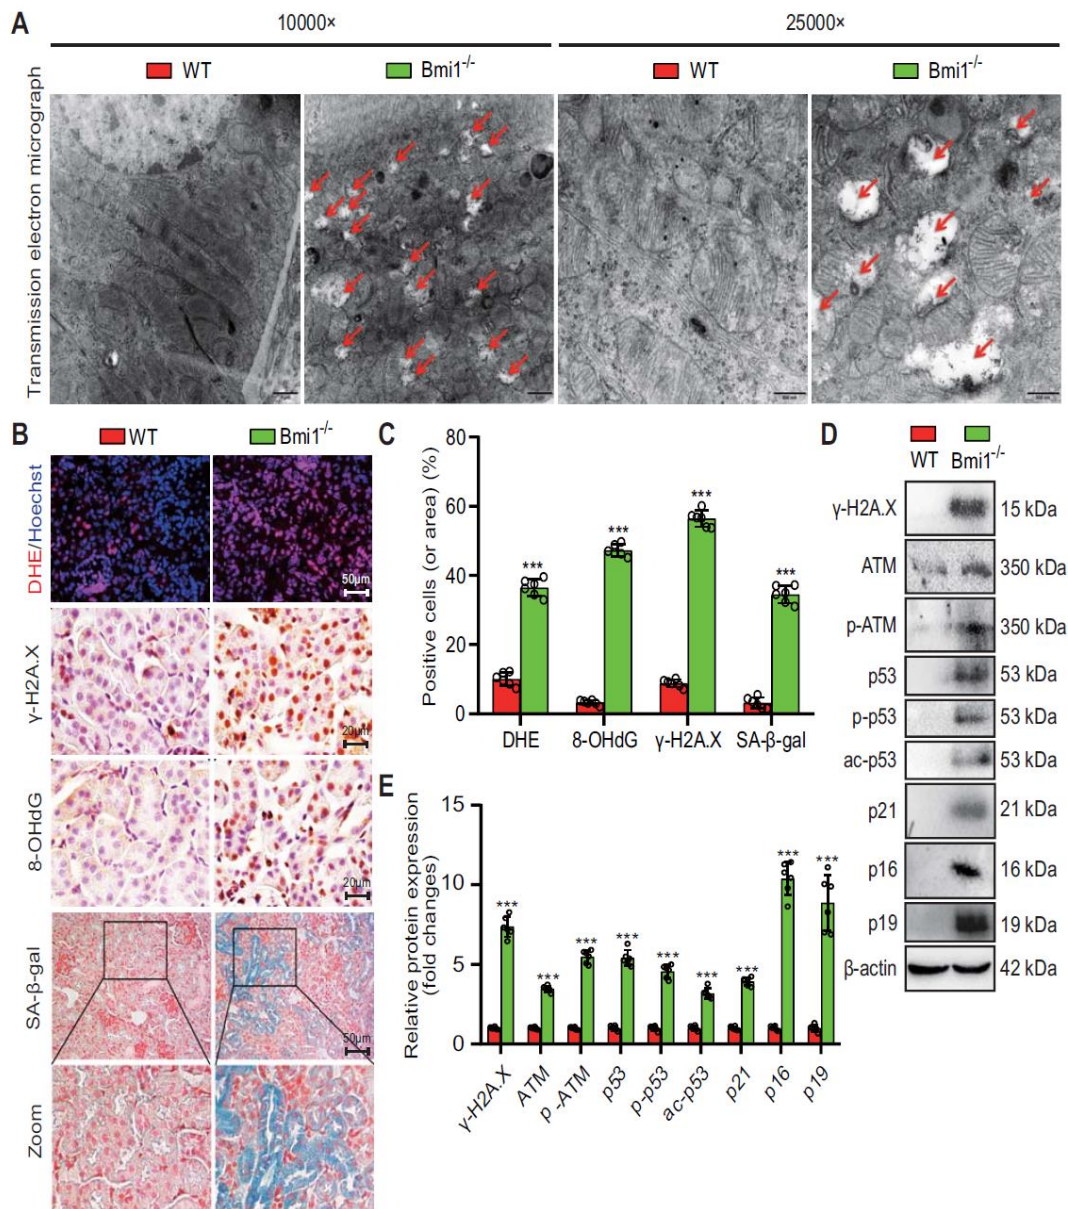 A
10000×
25000×
WT
Bmi1-/-
WT
Bmi1-/-
Transmission electron micrograph
B
WT
Bmi1-/-
DHE/Hoechst
50μm
γ-H2A.X
20μm
8-OHdG
20μm
SA-β-gal
50μm
Zoom
C
Positive cells (or area) (%)
80
60
40
20
0
***
***
***
***
DHE
8-OHdG
γ-H2A.X
SA-β-gal
D
WT
Bmi1-/-
γ-H2A.X 15 kDa
ATM 350 kDa
p-ATM 350 kDa
p53 53 kDa
p-p53 53 kDa
ac-p53 53 kDa
p21 21 kDa
p16 16 kDa
p19 19 kDa
β-actin 42 kDa
E
Relative protein expression
(fold changes)
15
10
5
0
***
***
***
***
***
***
***
***
***
γ-H2A.X
ATM
p-ATM
p53
p-p53
ac-p53
p21
p16
p19